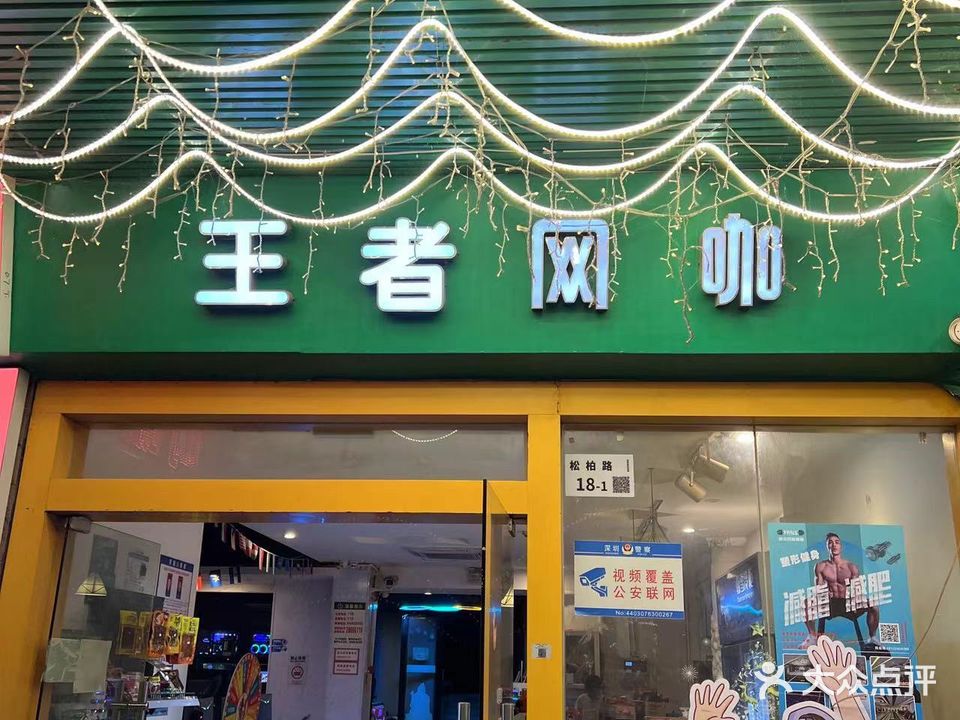 王者网咖
松柏路
18-1
深圳 警察
视频覆盖
公安联网
No:4403076300267
塑形健身
减脂 减肥
大众点评